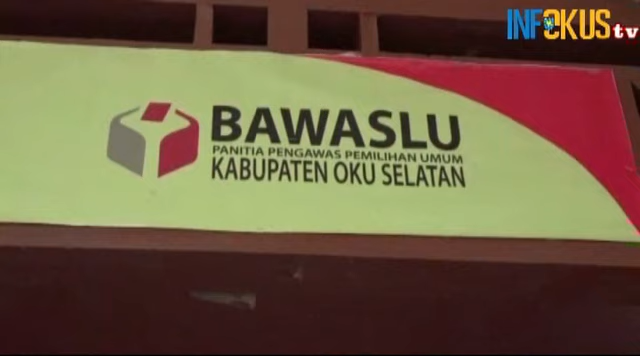 INFOKUS tv
BAWASLU
PANITIA PENGAWAS PEMILIHAN UMUM
KABUPATEN OKU SELATAN